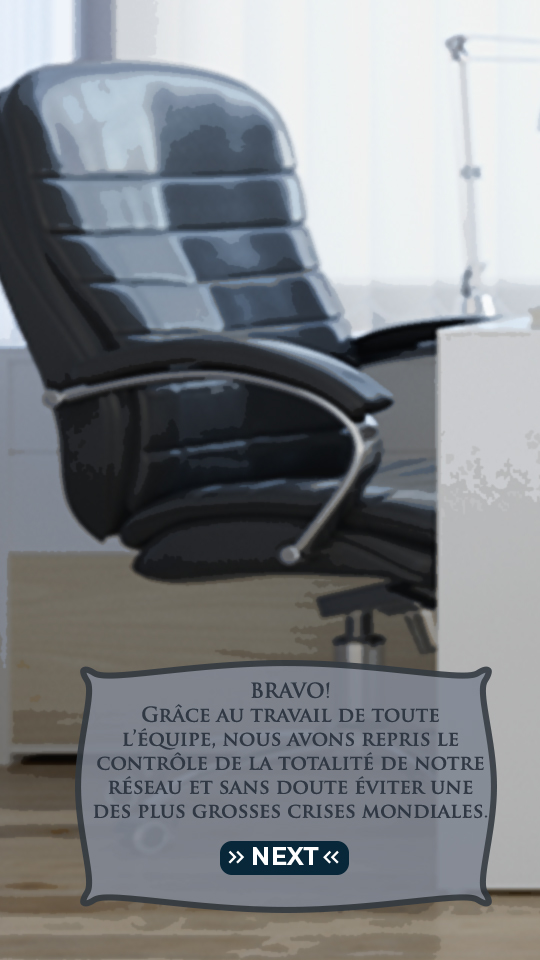 BRAVO!
GRÂCE AU TRAVAIL DE TOUTE
L’ÉQUIPE, NOUS AVONS REPRIS LE
CONTRÔLE DE LA TOTALITÉ DE NOTRE
RÉSEAU ET SANS DOUTE ÉVITER UNE
DES PLUS GROSSES CRISES MONDIALES.
>> NEXT <<